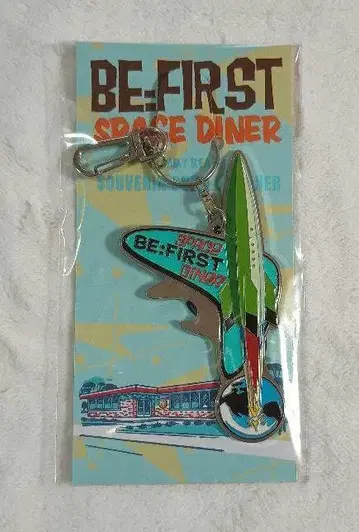 BE:FIRST
SPACE DINER
SOUVENIR
SPACE
BE:FIRST
DINER